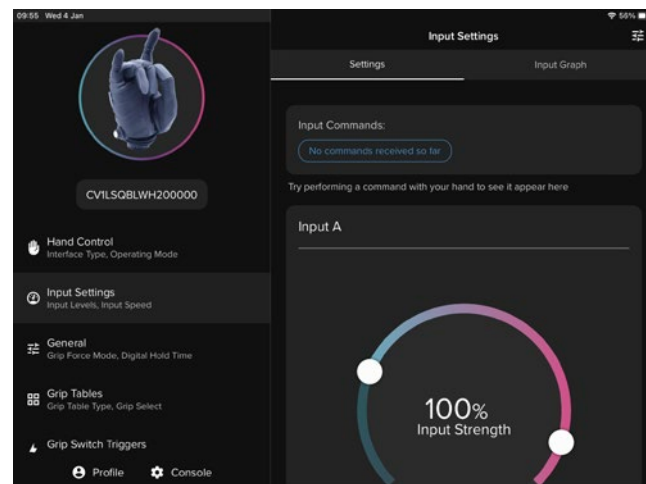 09:55 Wed 4 Jan
56%
CV1LSQBLWH200000
Hand Control
Interface Type, Operating Mode
Input Settings
Input Levels, Input Speed
General
Grip Force Mode, Digital Hold Time
Grip Tables
Grip Table Type, Grip Select
Grip Switch Triggers
Profile
Console
Input Settings
Settings
Input Graph
Input Commands:
No commands received so far
Try performing a command with your hand to see it appear here
Input A
100%
Input Strength